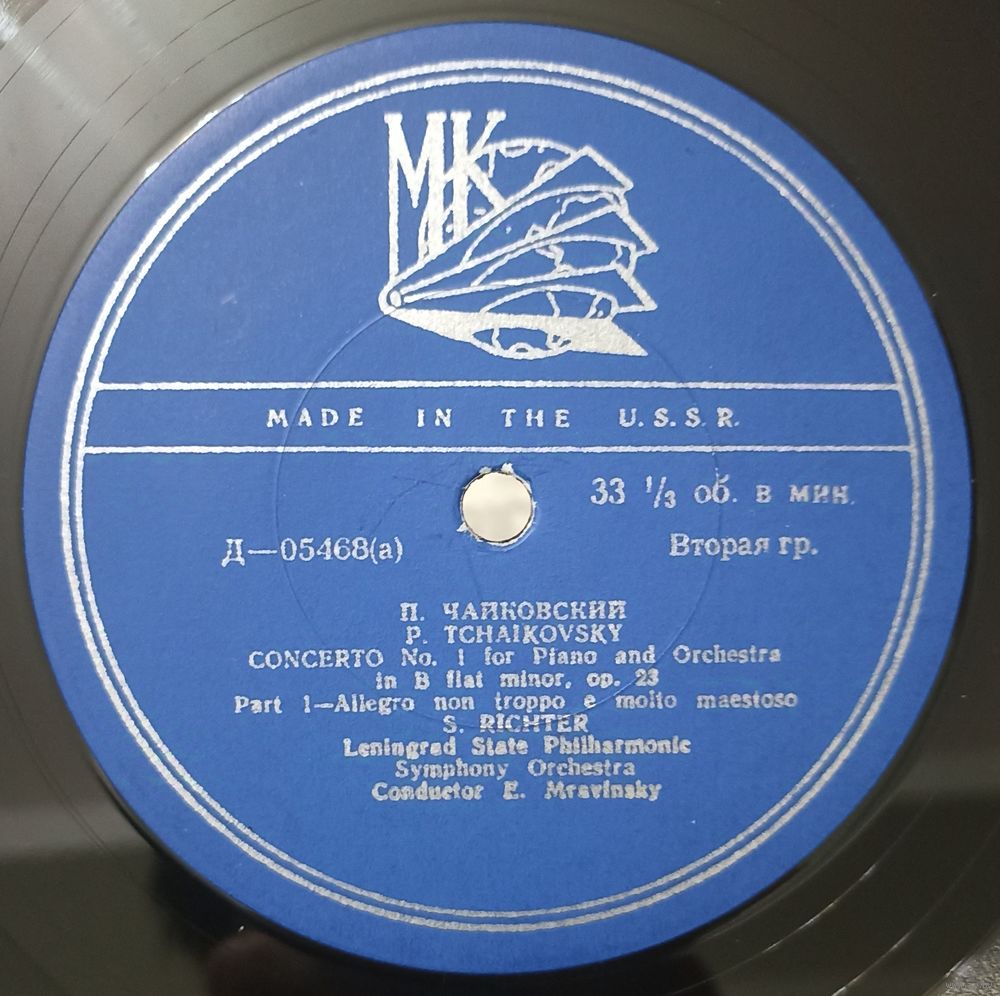 МК
MADE IN THE U.S.S.R.
33 1/3 об. в мин.
Д—05468(а)
Вторая гр.
П. ЧАЙКОВСКИЙ
P. TCHAIKOVSKY
CONCERTO No. 1 for Piano and Orchestra
in B flat minor, op. 23
Part 1—Allegro non troppo e molto maestoso
S. RICHTER
Leningrad State Philharmonic
Symphony Orchestra
Conductor E. Mravinsky